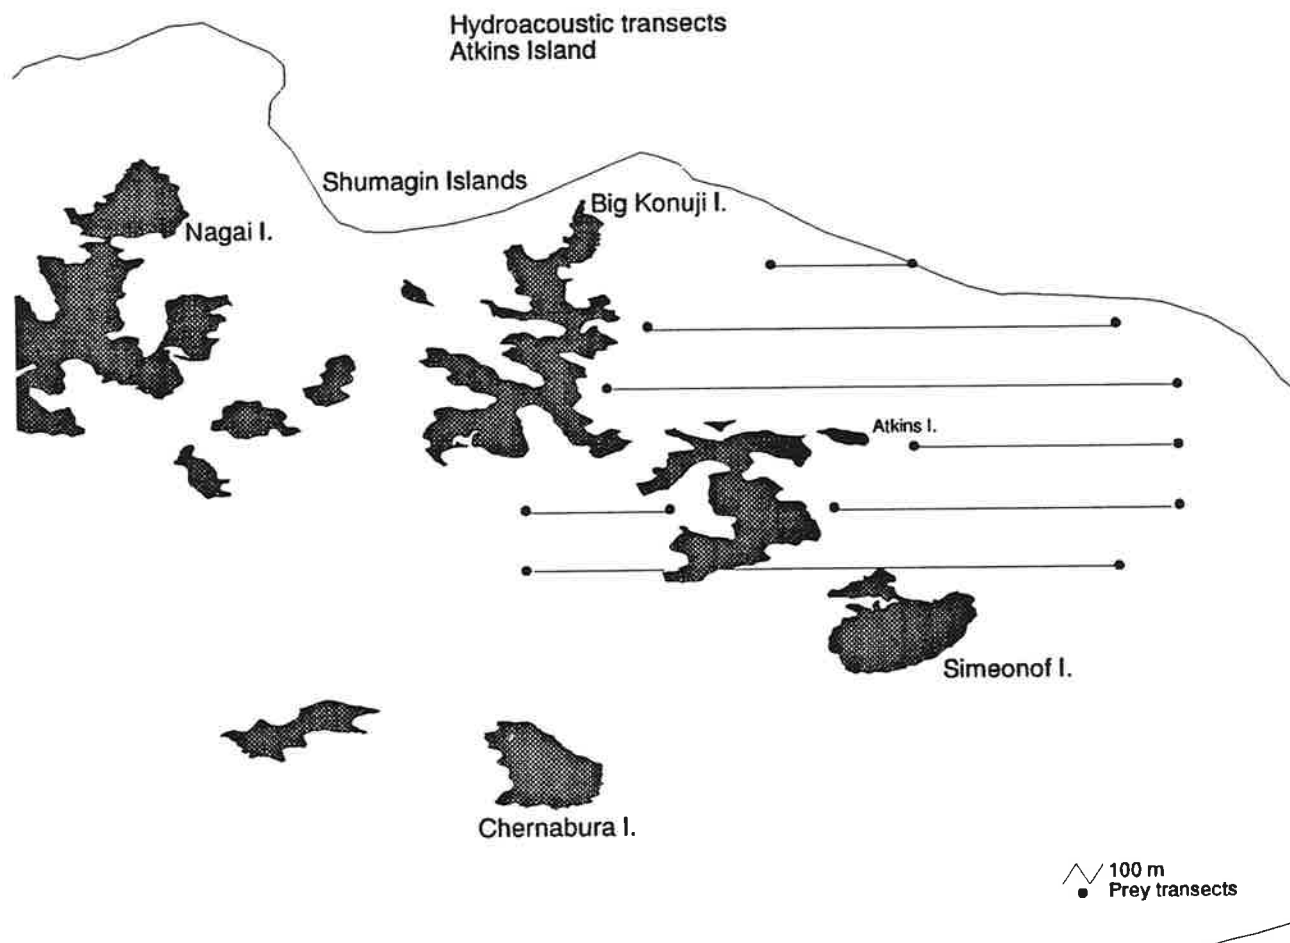 Hydroacoustic transects
Atkins Island
Shumagin Islands
Big Konuji I.
Nagai I.
Atkins I.
Simeonof I.
Chernabura I.
100 m
Prey transects